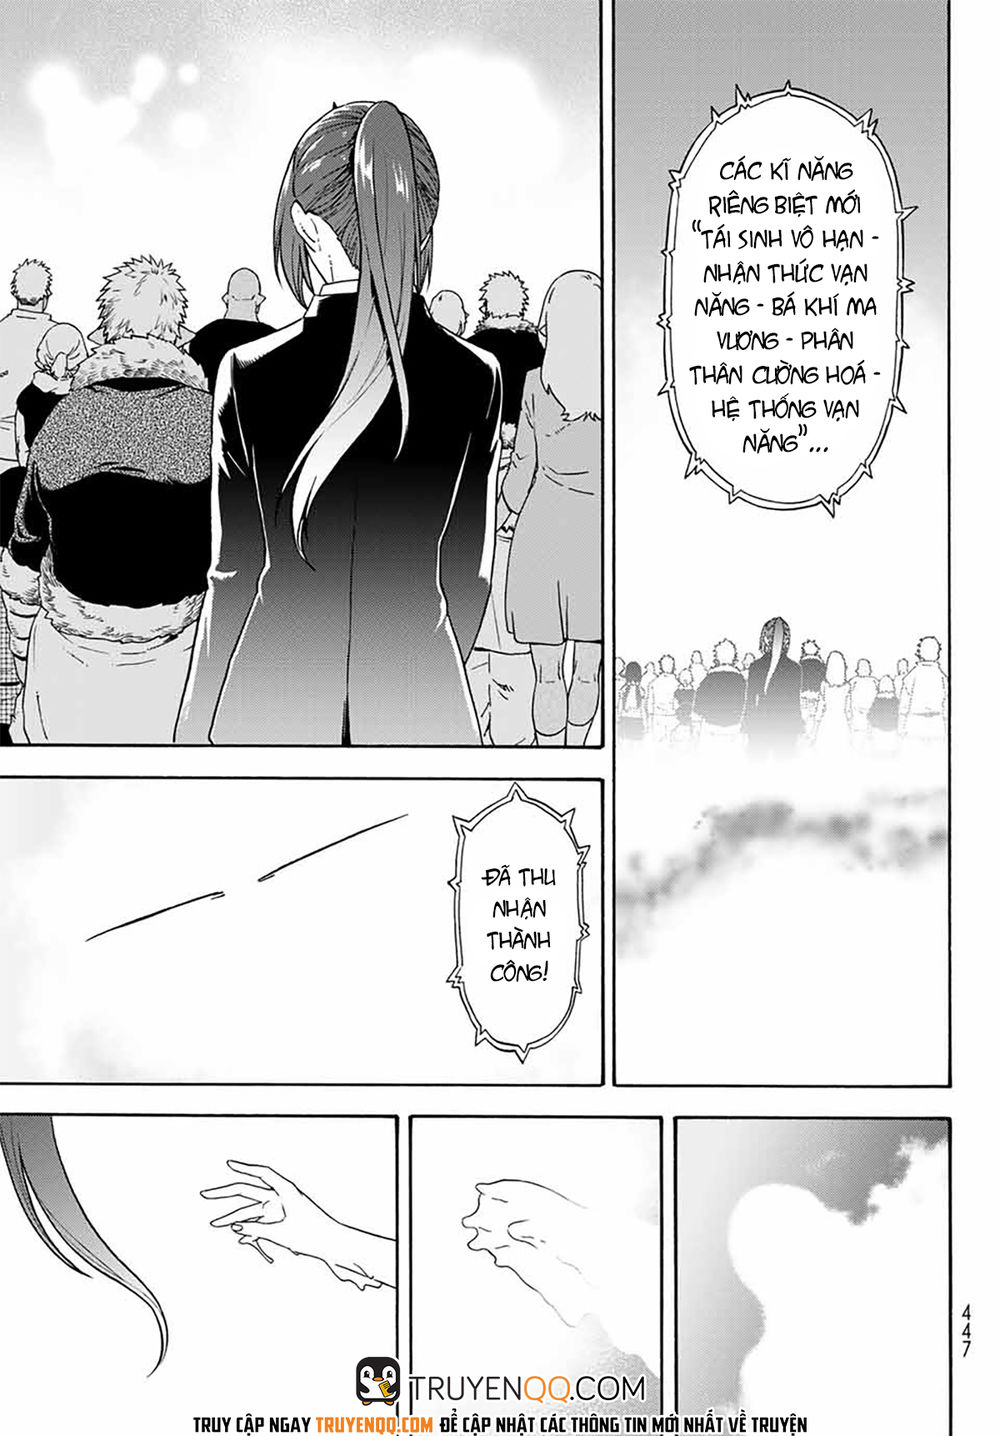 CÁC KĨ NĂNG
RIÊNG BIỆT MỚI
"TÁI SINH VÔ HẠN -
NHẬN THỨC VẠN
NĂNG - BÁ KHÍ MA
VƯƠNG - PHÂN
THÂN CƯỜNG HOÁ -
HỆ THỐNG VẠN
NĂNG"...
ĐÃ THU
NHẬN
THÀNH
CÔNG!
447
TRUYENQQ.COM
TRUY CẬP NGAY TRUYENQQ.COM ĐỂ CẬP NHẬT CÁC THÔNG TIN MỚI NHẤT VỀ TRUYỆN